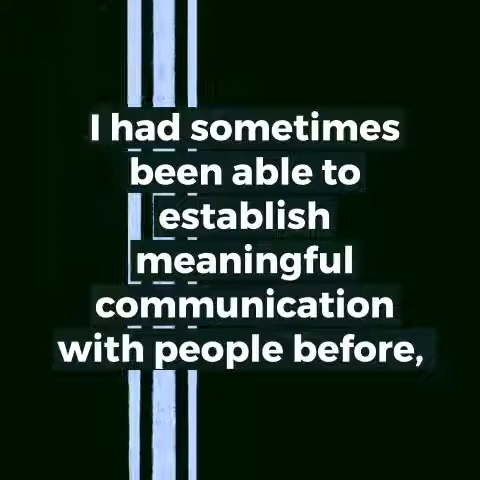 I had sometimes
been able to
establish
meaningful
communication
with people before,